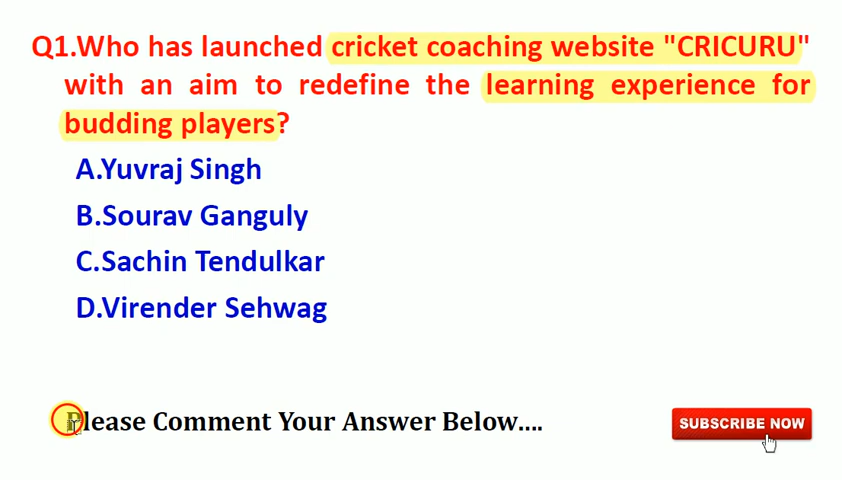 Q1.Who has launched cricket coaching website "CRICURU"
with an aim to redefine the learning experience for
budding players?
A.Yuvraj Singh
B.Sourav Ganguly
C.Sachin Tendulkar
D.Virender Sehwag
Please Comment Your Answer Below....
SUBSCRIBE NOW